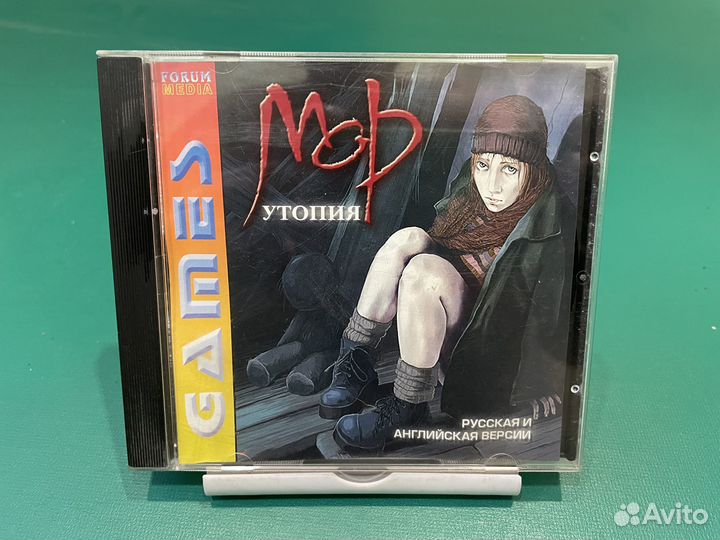 FORUM
MEDIA
GAMES
Мор
УТОПИЯ
РУССКАЯ И
АНГЛИЙСКАЯ ВЕРСИИ
Avito